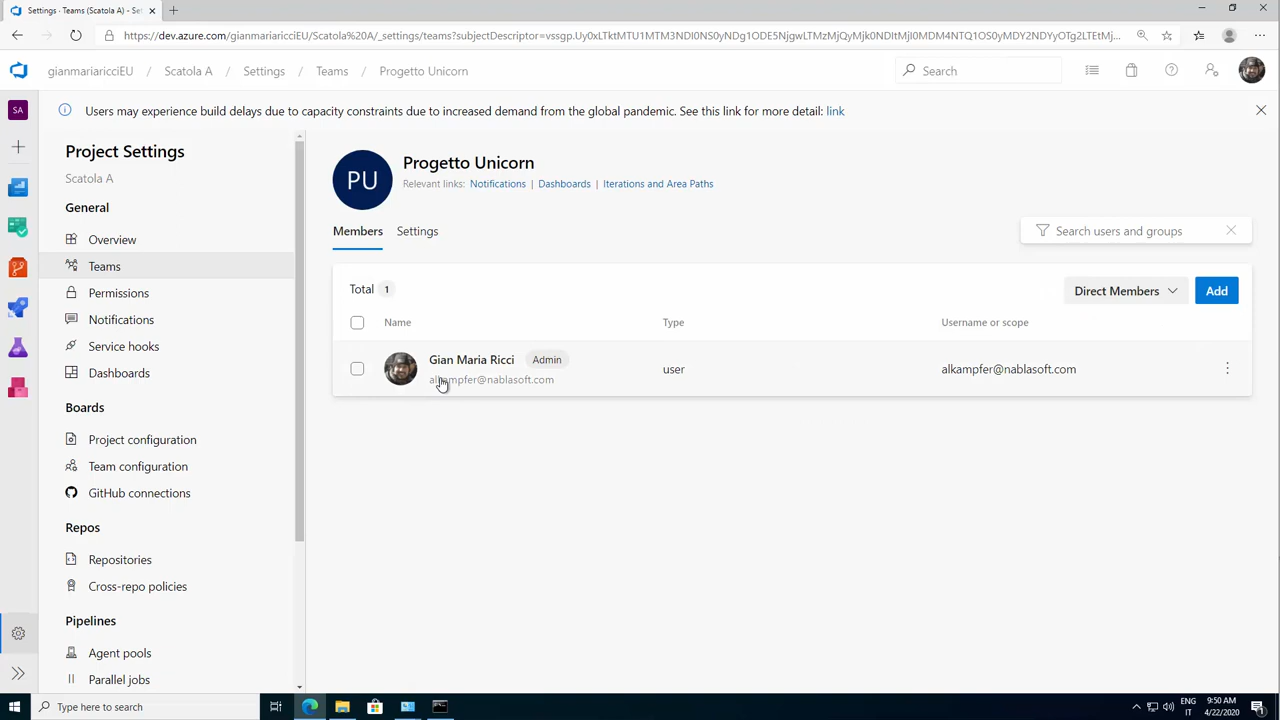 Settings · Teams (Scatola A) - Se
https://dev.azure.com/gianmariaricciEU/Scatola%20A/_settings/teams?subjectDescriptor=vssgp.Uy0xLTktMTU1MTM3NDI0NS0yNDg1ODE5NjgwLTMzMjQyMjk0NDItMjI0MDM4NTQ1OS0yMDY2NDYyOTg2LTEtMj...
gianmariaricciEU / Scatola A / Settings / Teams / Progetto Unicorn
Search
SA
Users may experience build delays due to capacity constraints due to increased demand from the global pandemic. See this link for more detail: link
Project Settings
Scatola A
General
Overview
Teams
Permissions
Notifications
Service hooks
Dashboards
Boards
Project configuration
Team configuration
GitHub connections
Repos
Repositories
Cross-repo policies
Pipelines
Agent pools
Parallel jobs
PU
Progetto Unicorn
Relevant links: Notifications | Dashboards | Iterations and Area Paths
Members Settings
Search users and groups
Total 1
Direct Members
Add
Name Type Username or scope
Gian Maria Ricci Admin
alkampfer@nablasoft.com
user
alkampfer@nablasoft.com
Type here to search
ENG
IT
9:50 AM
4/22/2020
1